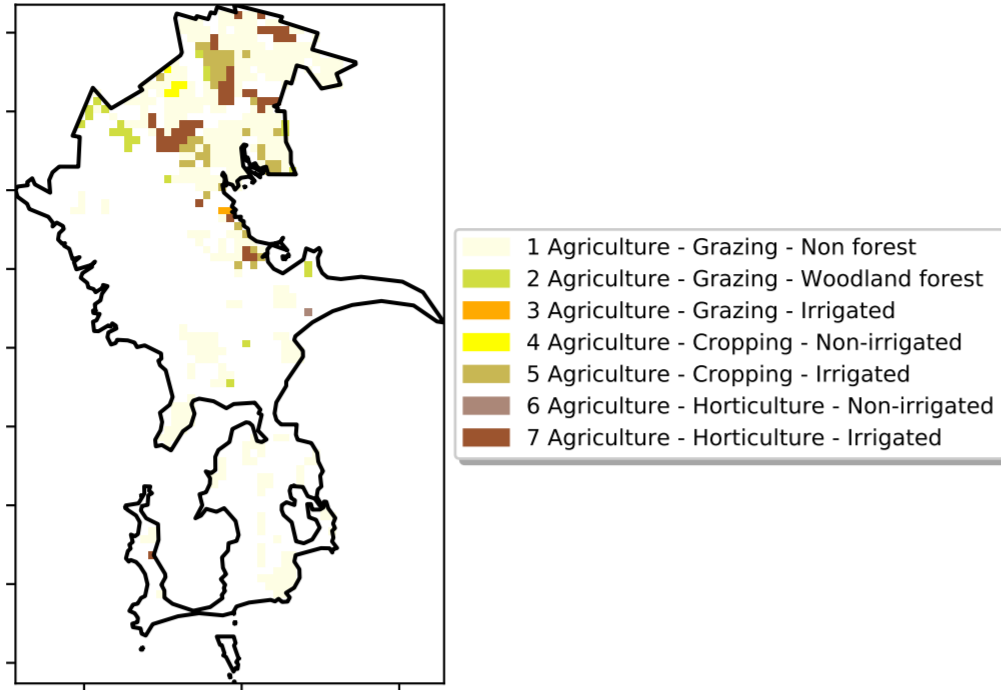 1 Agriculture - Grazing - Non forest
2 Agriculture - Grazing - Woodland forest
3 Agriculture - Grazing - Irrigated
4 Agriculture - Cropping - Non-irrigated
5 Agriculture - Cropping - Irrigated
6 Agriculture - Horticulture - Non-irrigated
7 Agriculture - Horticulture - Irrigated